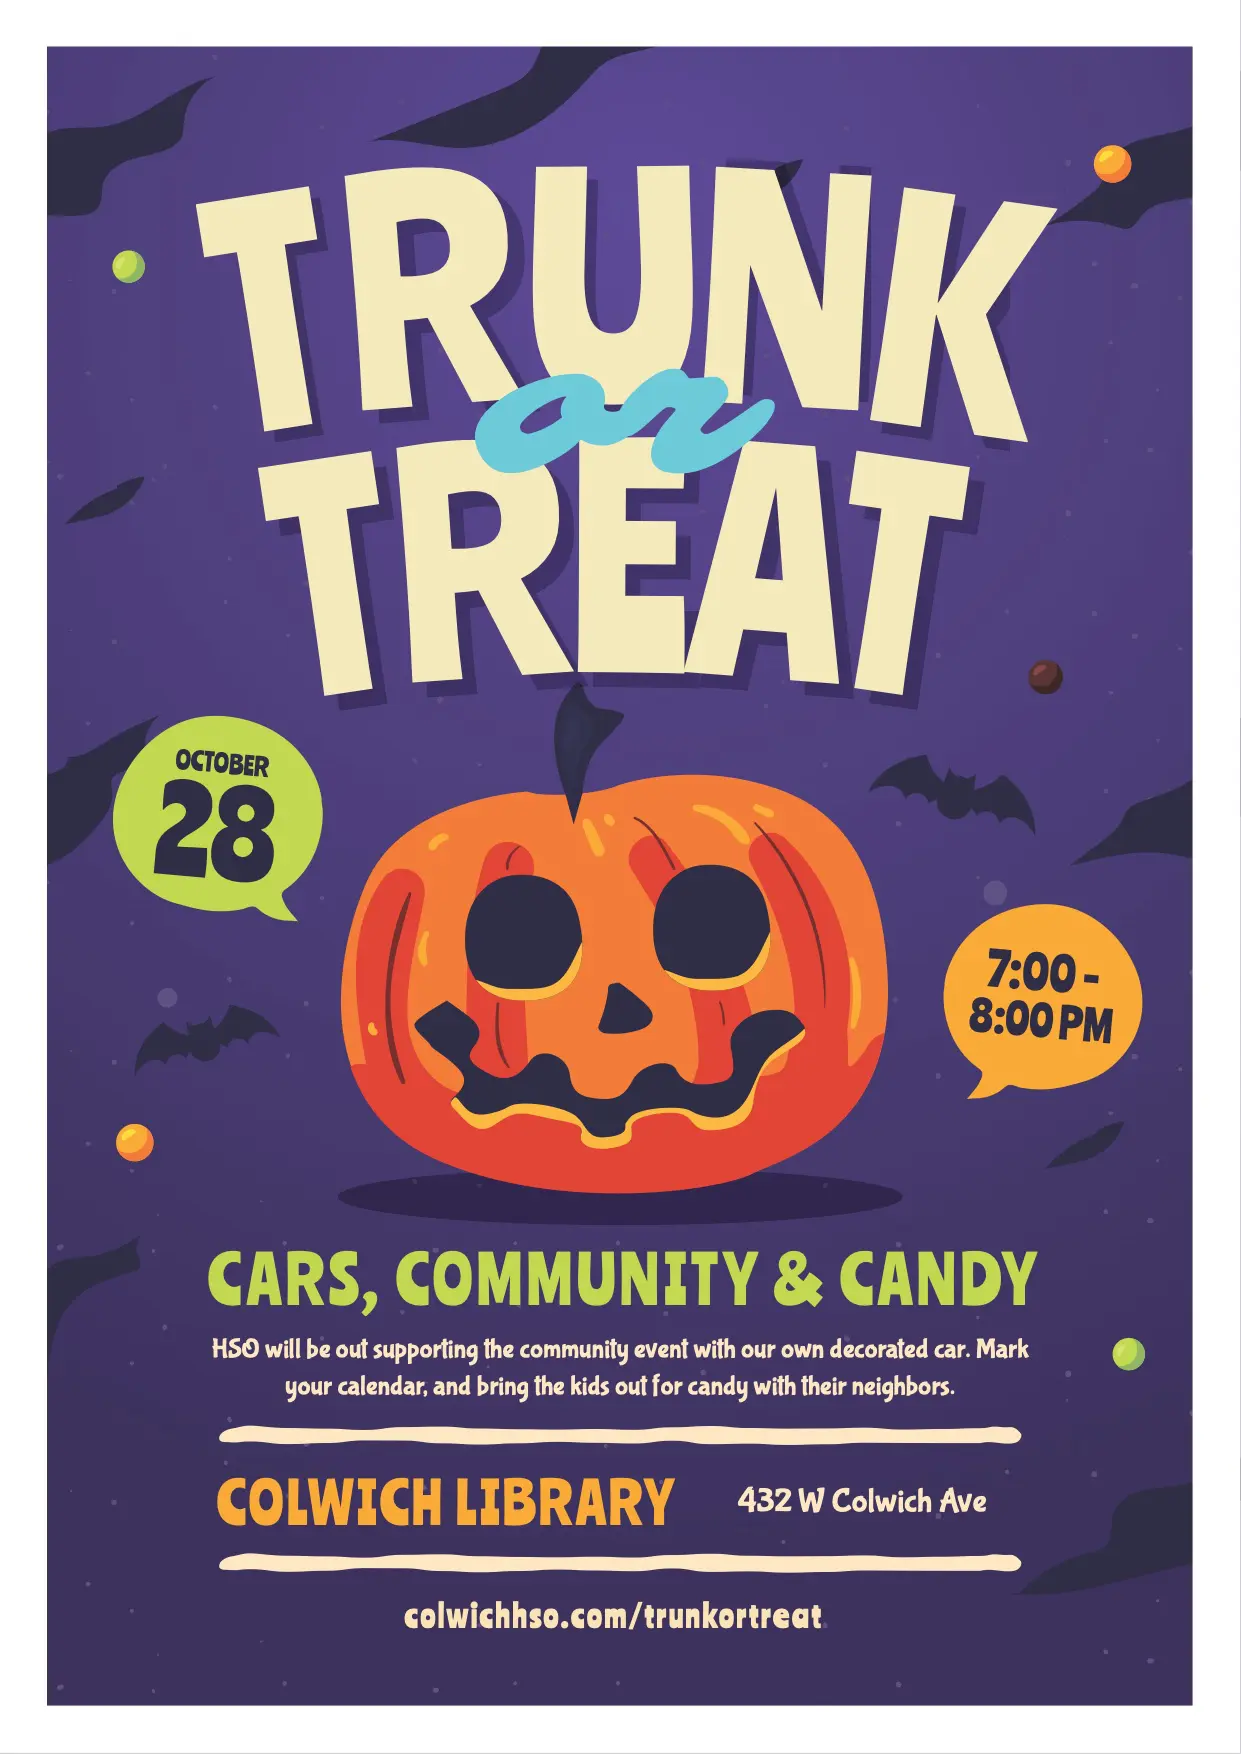 TRUNK
or
TREAT
OCTOBER
28
7:00 -
8:00 PM
CARS, COMMUNITY & CANDY
HSO will be out supporting the community event with our own decorated car. Mark
your calendar, and bring the kids out for candy with their neighbors.
COLWICH LIBRARY 432 W Colwich Ave
colwichhso.com/trunkortreat